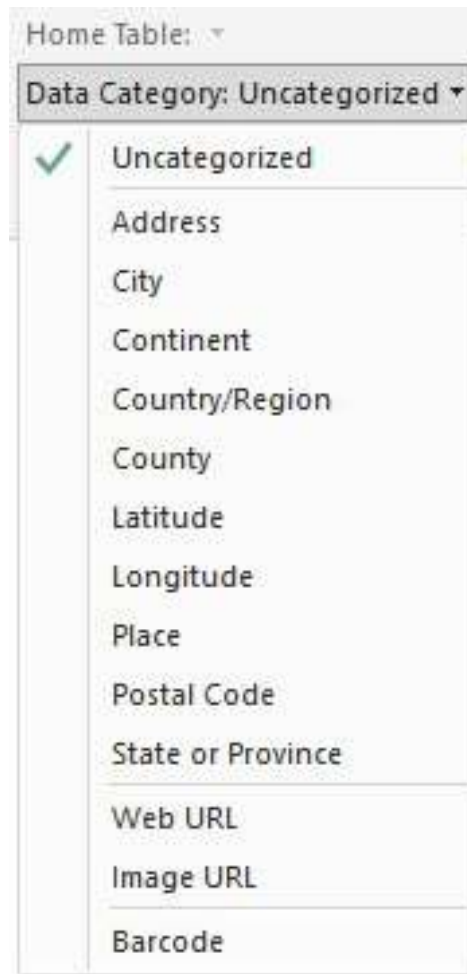 Home Table:
Data Category: Uncategorized
Uncategorized
Address
City
Continent
Country/Region
County
Latitude
Longitude
Place
Postal Code
State or Province
Web URL
Image URL
Barcode